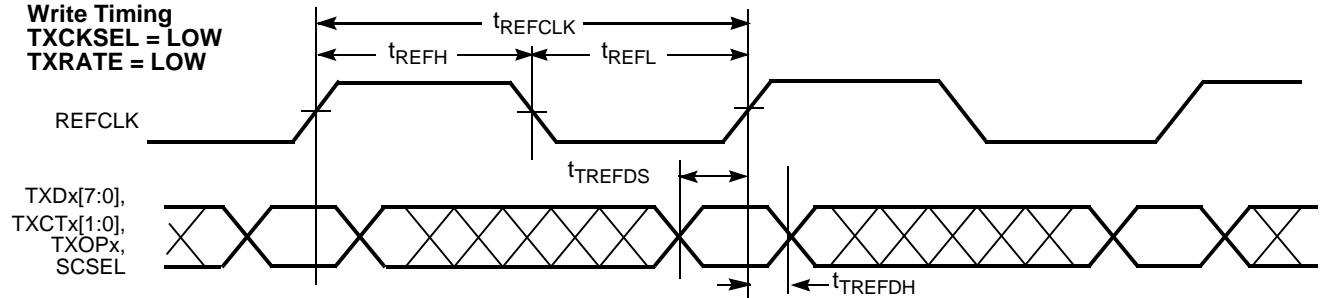 Write Timing
TXCKSEL = LOW
TXRATE = LOW
tREFCLK
tREFH
tREFL
REFCLK
tTREFDS
TXDx[7:0],
TXCTx[1:0],
TXOPx,
SCSEL
tTREFDH